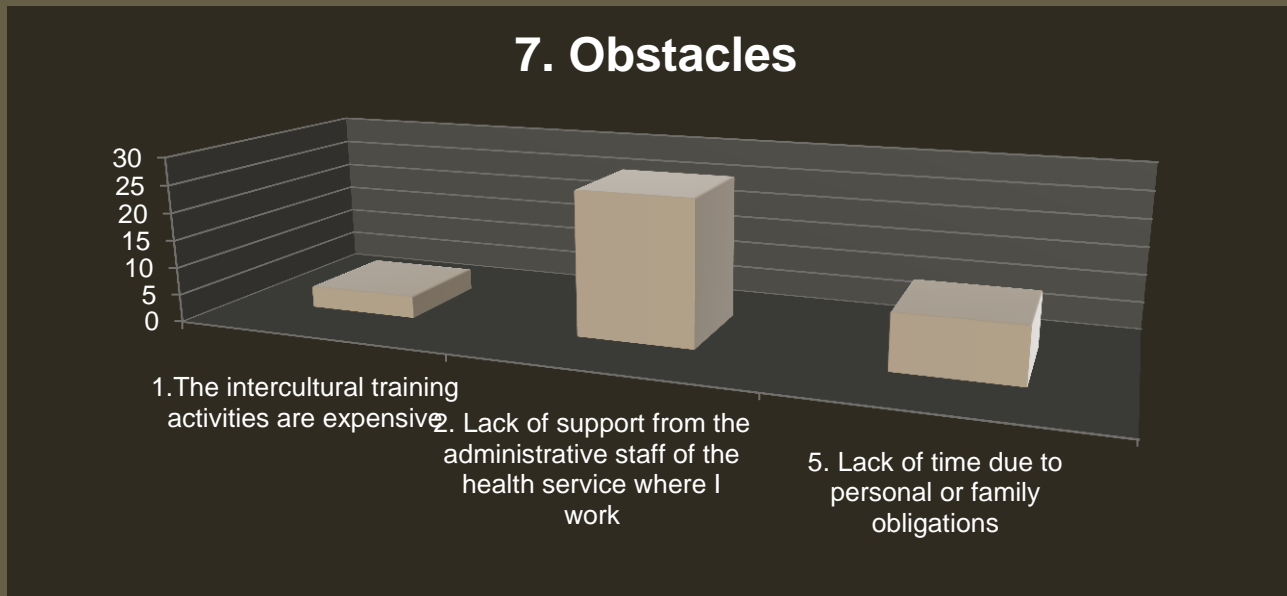 7. Obstacles
30
25
20
15
10
5
0
1.The intercultural training
activities are expensive
2. Lack of support from the
administrative staff of the
health service where I
work
5. Lack of time due to
personal or family
obligations